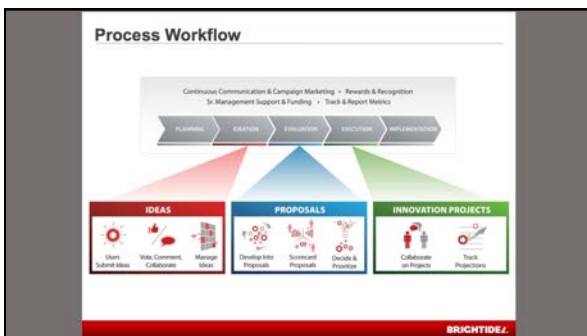 Process Workflow
Continuous Communication & Campaign Marketing • Rewards & Recognition
Sr. Management Support & Funding • Track & Report Metrics
PLANNING
IDEATION
EVALUATION
EXECUTION
IMPLEMENTATION
IDEAS
Users
Submit Ideas
Vote, Comment,
Collaborate
Manage
Ideas
PROPOSALS
Develop Into
Proposals
OR
Scorecard
Proposals
Decide &
Prioritize
INNOVATION PROJECTS
Collaborate
on Projects
Track
Projections
BRIGHTIDEA.